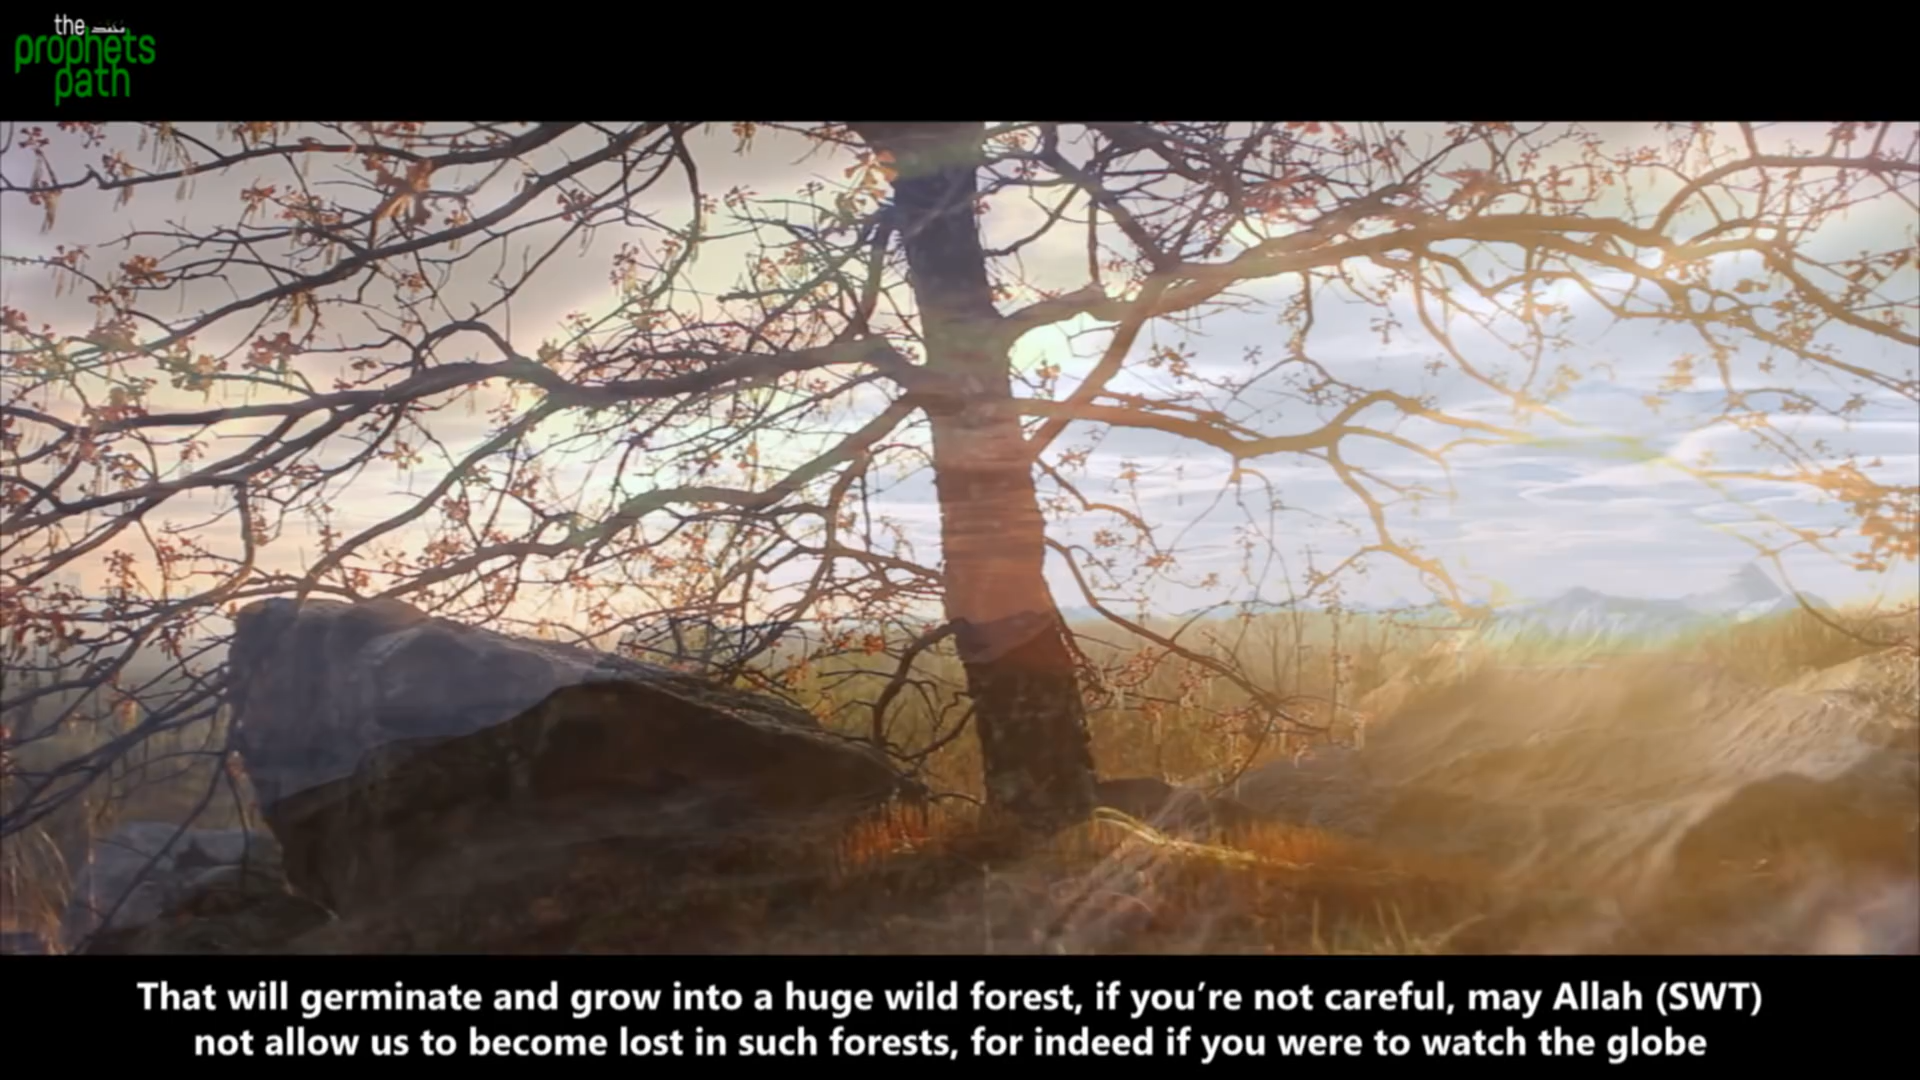 the
prophets
path
That will germinate and grow into a huge wild forest, if you’re not careful, may Allah (SWT)
not allow us to become lost in such forests, for indeed if you were to watch the globe